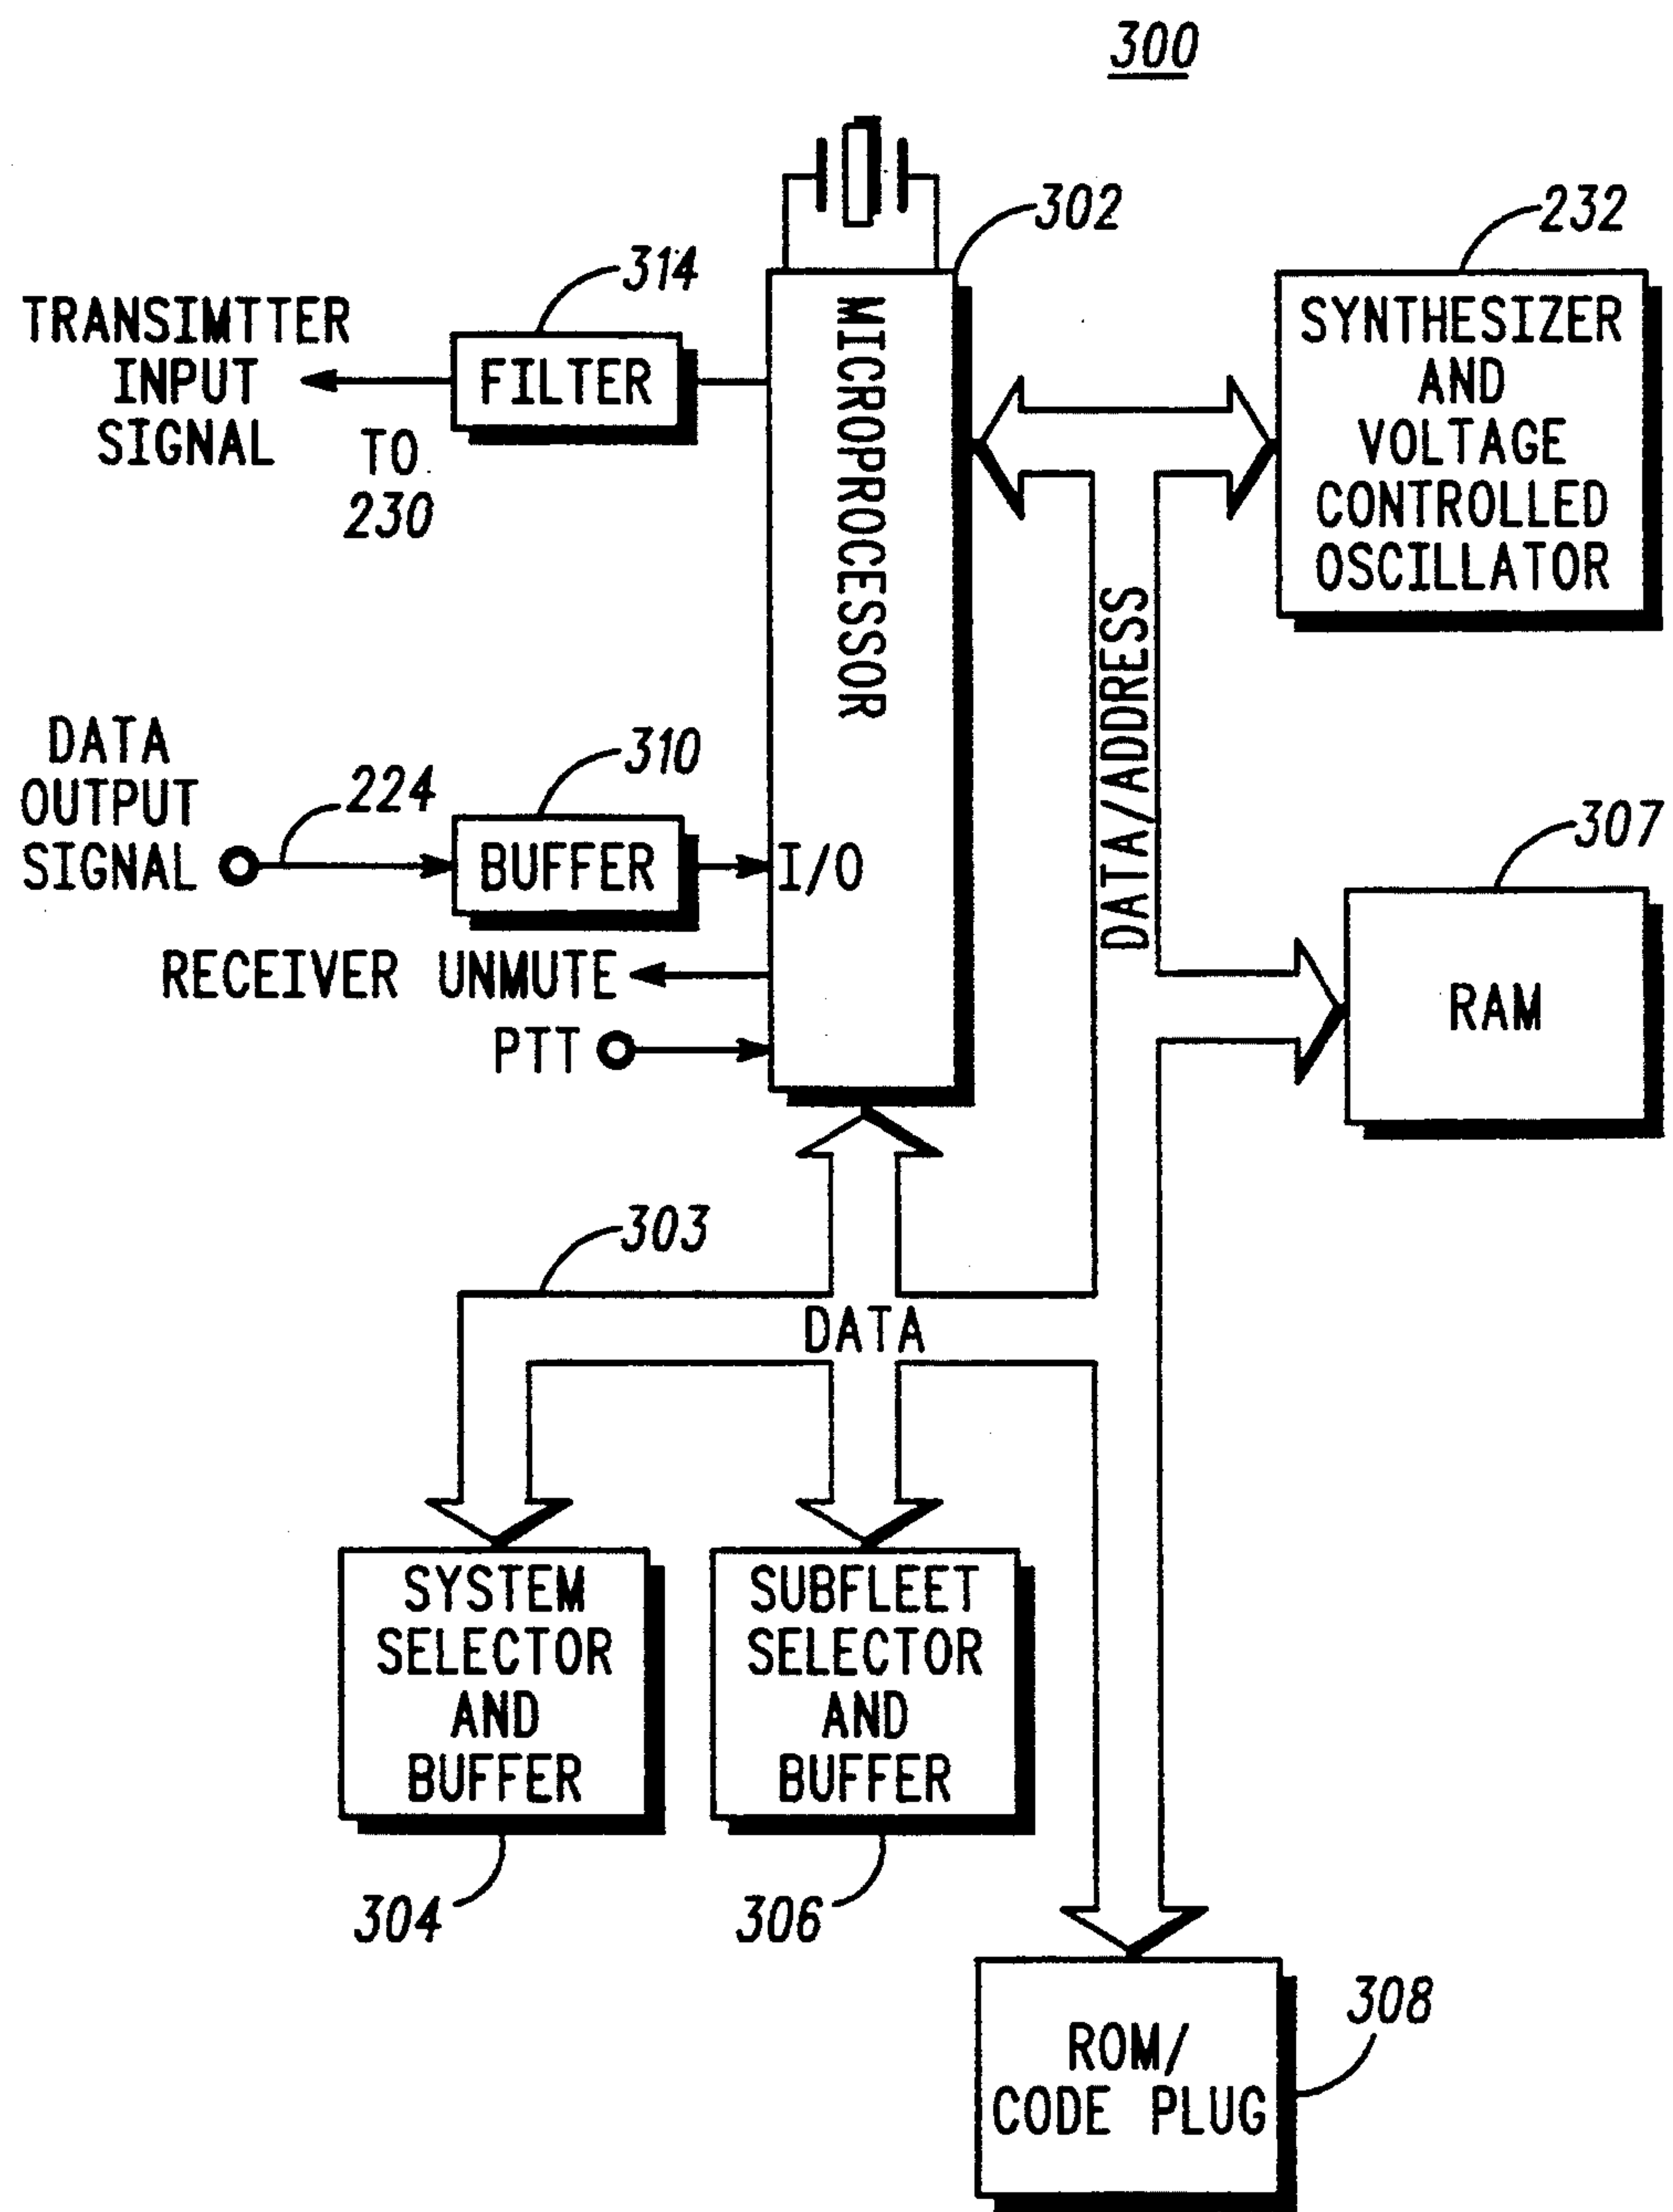 300
302
232
314
TRANSIMTTER
INPUT
SIGNAL
FILTER
TO
230
MICROPROCESSOR
SYNTHESIZER
AND
VOLTAGE
CONTROLLED
OSCILLATOR
DATA/ADDRESS
DATA
OUTPUT
SIGNAL
224
310
BUFFER
I/O
307
RAM
RECEIVER UNMUTE
PTT
303
DATA
SYSTEM
SELECTOR
AND
BUFFER
SUBFLEET
SELECTOR
AND
BUFFER
304
306
308
ROM/
CODE PLUG